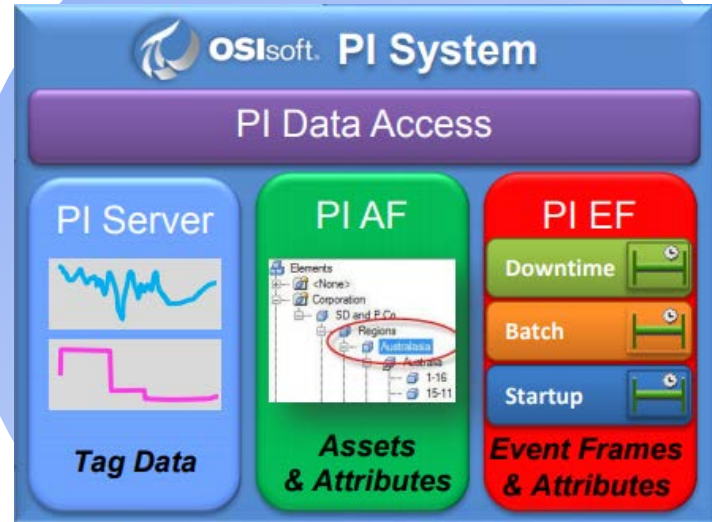 OSIsoft. PI System
PI Data Access
PI Server
Tag Data
PI AF
Elements
<None>
Corporation
SD and P Co
Regions
Australasia
Australia
1-16
15-11
Assets
& Attributes
PI EF
Downtime
Batch
Startup
Event Frames
& Attributes